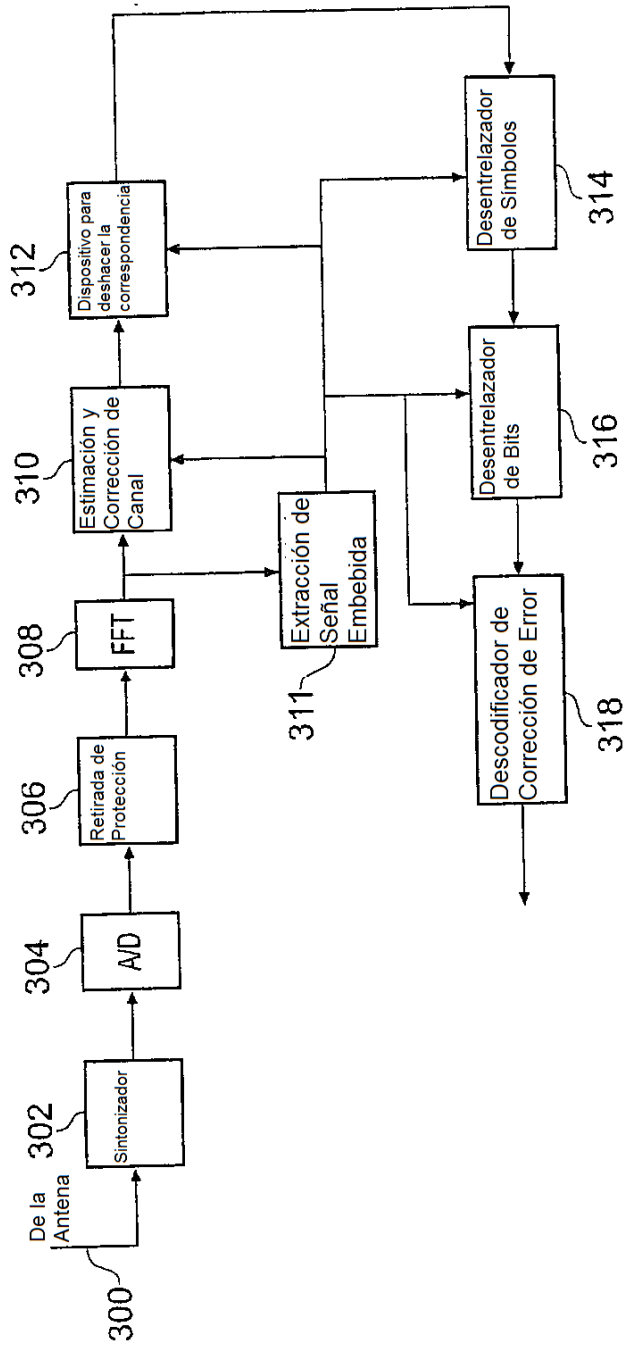 De la
Antena
300
302
Sintonizador
304
A/D
306
Retirada de
Protección
308
FFT
310
Estimación y
Corrección de
Canal
312
Dispositivo para
deshacer la
correspondencia
311
Extracción de
Señal
Embebida
Desentrelazador
de Símbolos
314
Desentrelazador
de Bits
316
Descodificador de
Corrección de Error
318